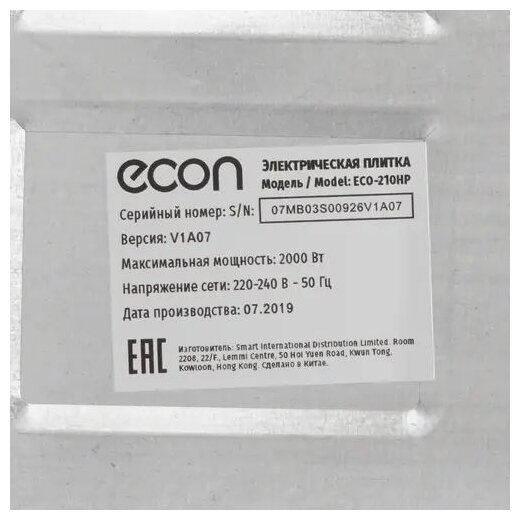 econ
ЭЛЕКТРИЧЕСКАЯ ПЛИТКА
Модель / Model: ECO-210HP
Серийный номер: S/N: 07MB03S00926V1A07
Версия: V1A07
Максимальная мощность: 2000 Вт
Напряжение сети: 220-240 В - 50 Гц
Дата производства: 07.2019
EAC
Изготовитель: Smart International Distribution Limited. Room
2208, 22/F., Lemmi Centre, 50 Hoi Yuen Road, Kwun Tong,
Kowloon, Hong Kong. Сделано в Китае.